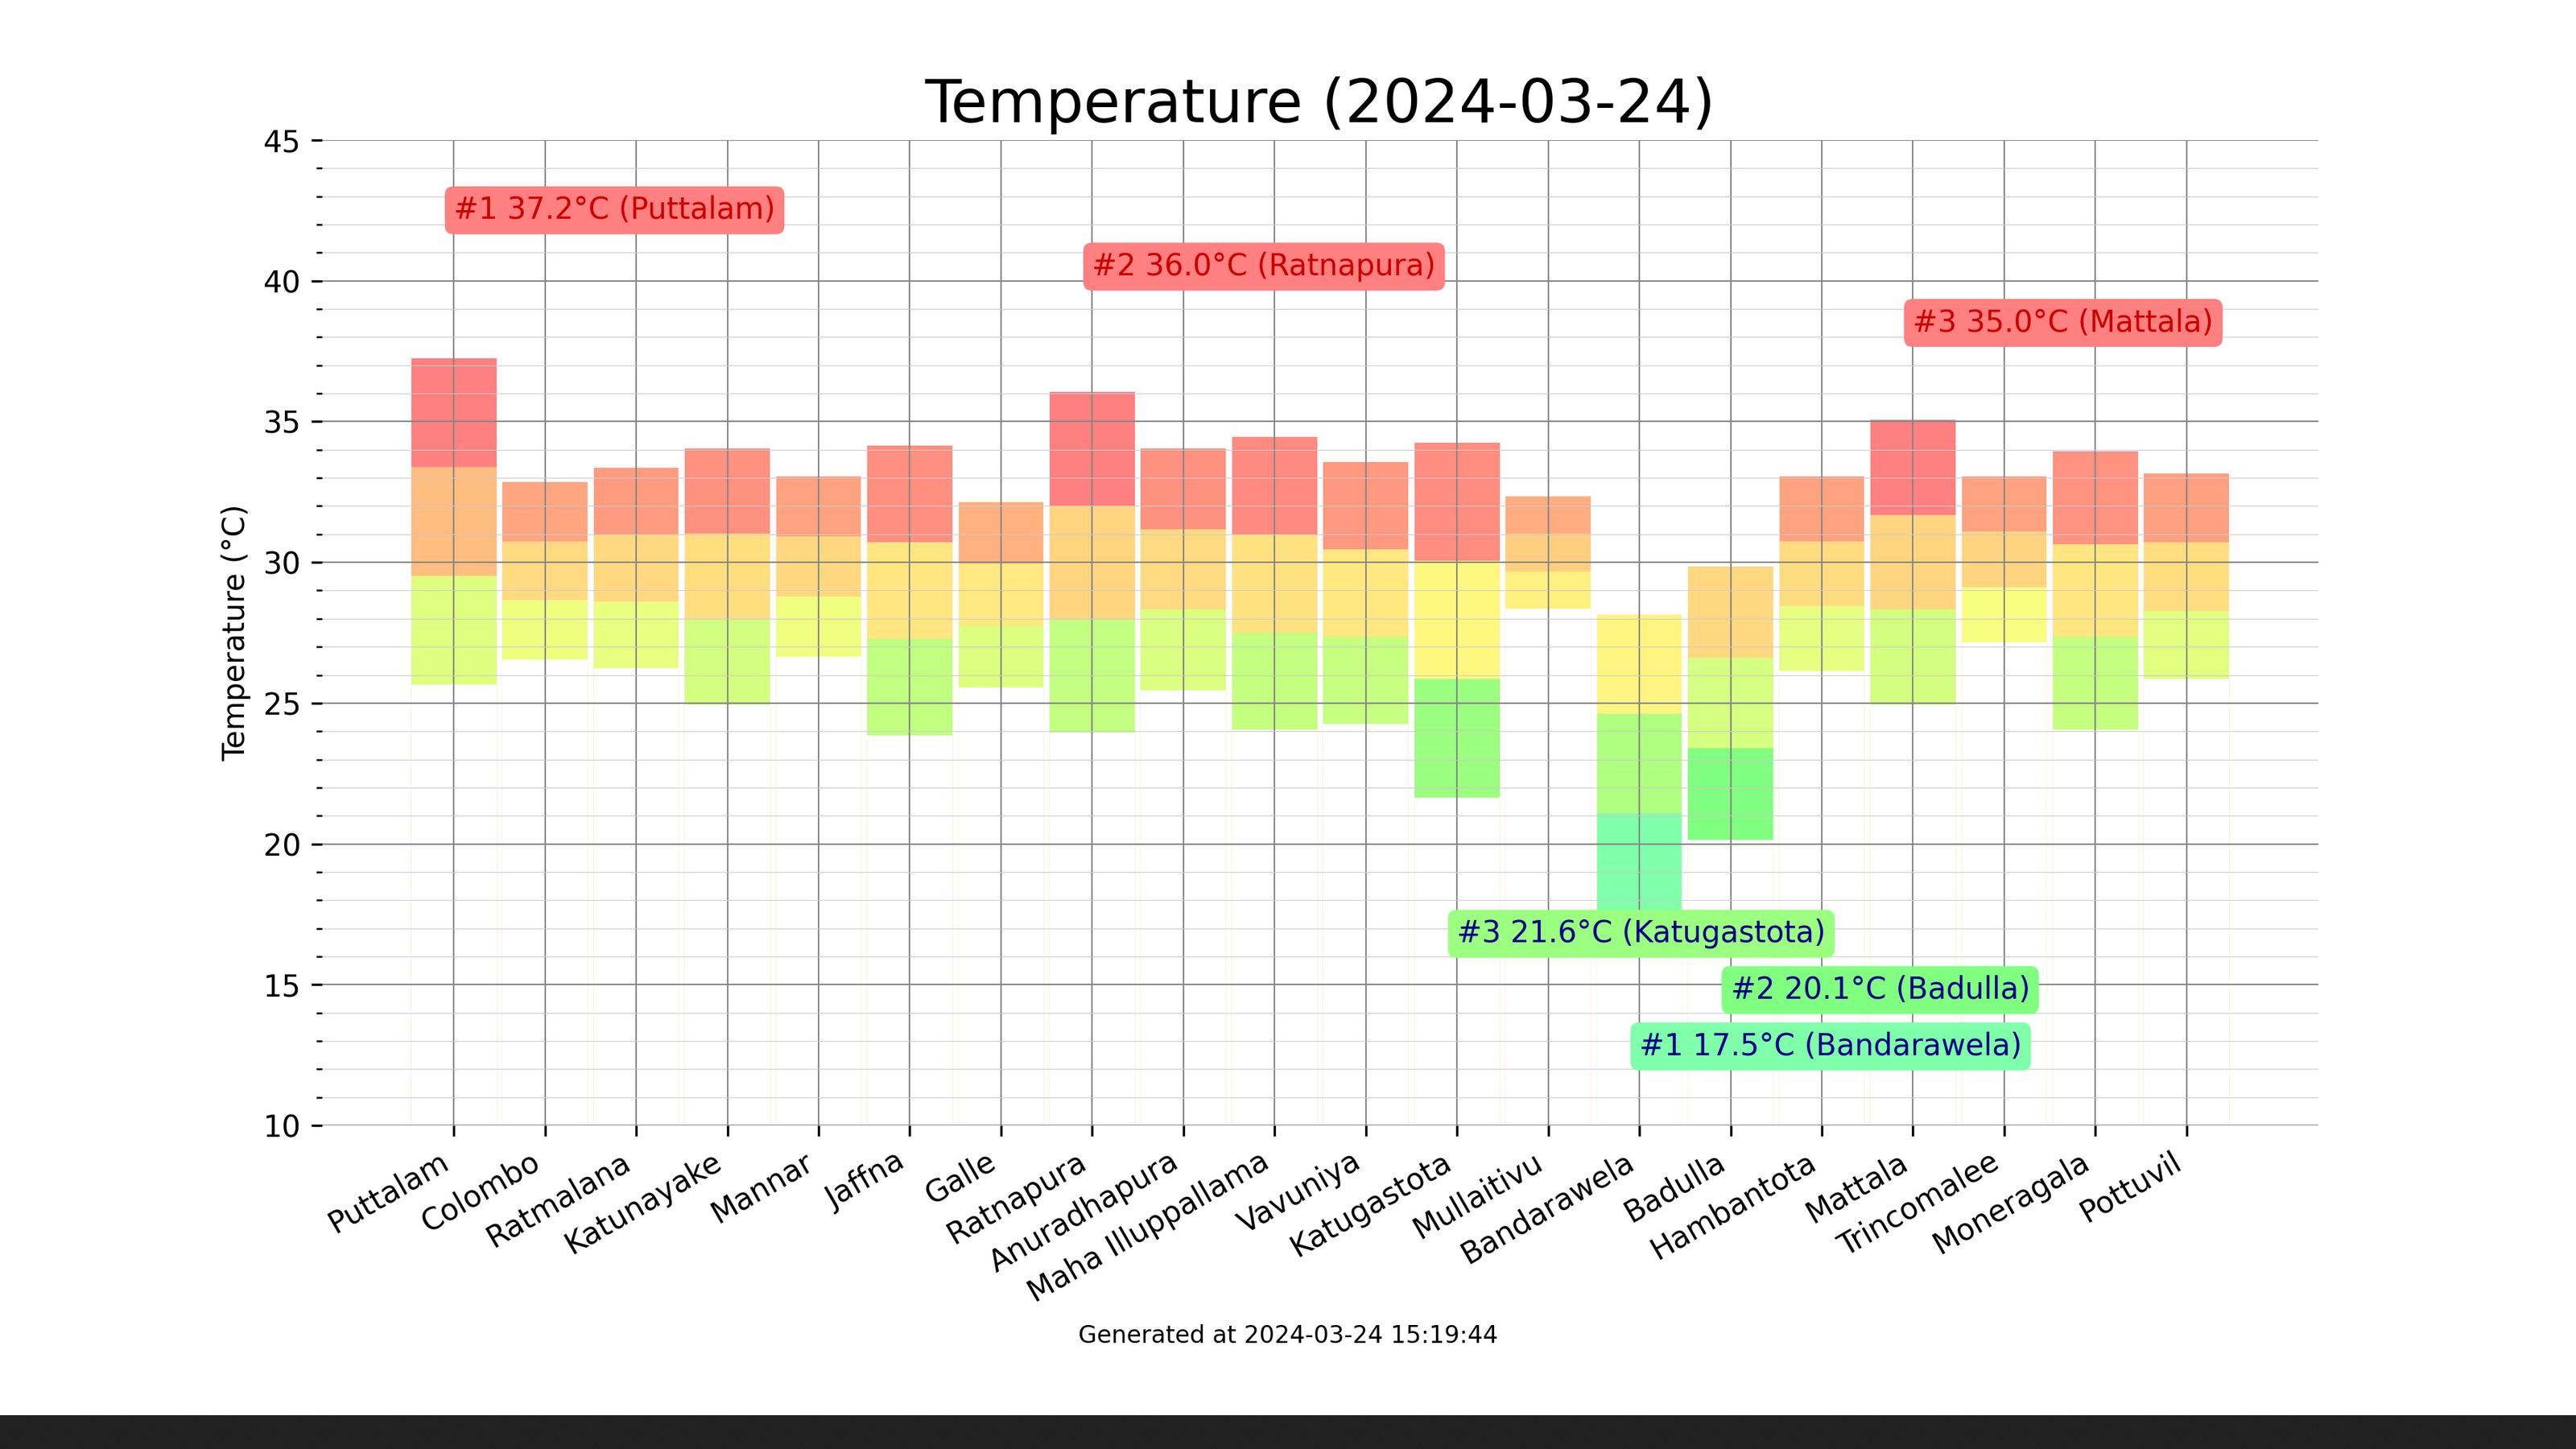 Temperature (2024-03-24)
45
#1 37.2°C (Puttalam)
#2 36.0°C (Ratnapura)
40
#3 35.0°C (Mattala)
35
30
Temperature (°C)
25
20
#3 21.6°C (Katugastota)
15
#2 20.1°C (Badulla)
#1 17.5°C (Bandarawela)
10
Puttalam
Colombo
Ratmalana
Katunayake
Mannar
Jaffna
Galle
Ratnapura
Anuradhapura
Maha Illuppallama
Vavuniya
Katugastota
Mullaitivu
Bandarawela
Badulla
Hambantota
Mattala
Trincomalee
Moneragala
Pottuvil
Generated at 2024-03-24 15:19:44